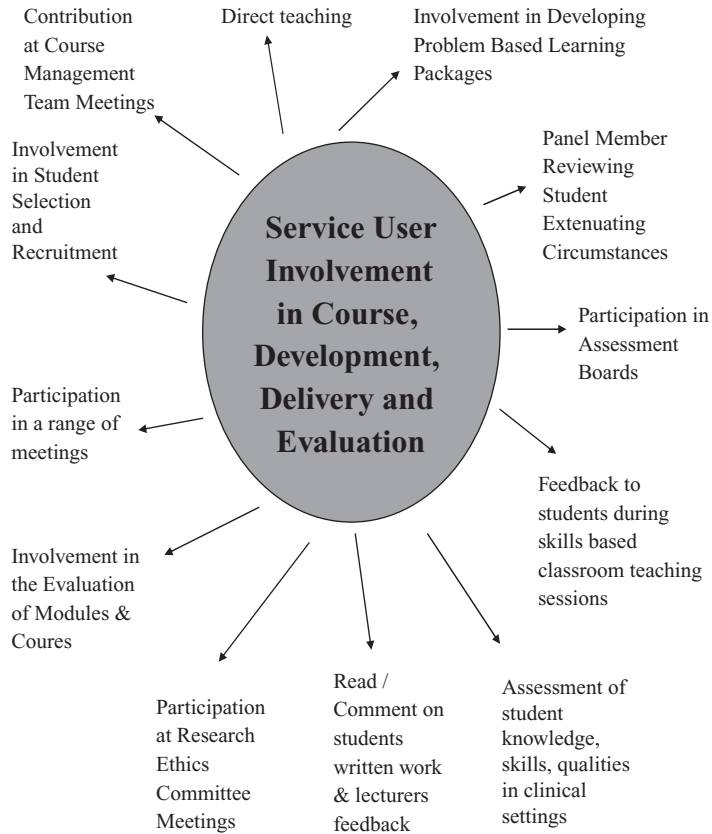 Contribution
at Course
Management
Team Meetings
Direct teaching
Involvement in Developing
Problem Based Learning
Packages
Involvement
in Student
Selection
and
Recruitment
Panel Member
Reviewing
Student
Extenuating
Circumstances
Service User
Involvement
in Course,
Development,
Delivery and
Evaluation
Participation in
Assessment
Boards
Participation
in a range of
meetings
Feedback to
students during
skills based
classroom teaching
sessions
Involvement in
the Evaluation
of Modules &
Coures
Participation
at Research
Ethics
Committee
Meetings
Read /
Comment on
students
written work
& lecturers
feedback
Assessment of
student
knowledge,
skills, qualities
in clinical
settings